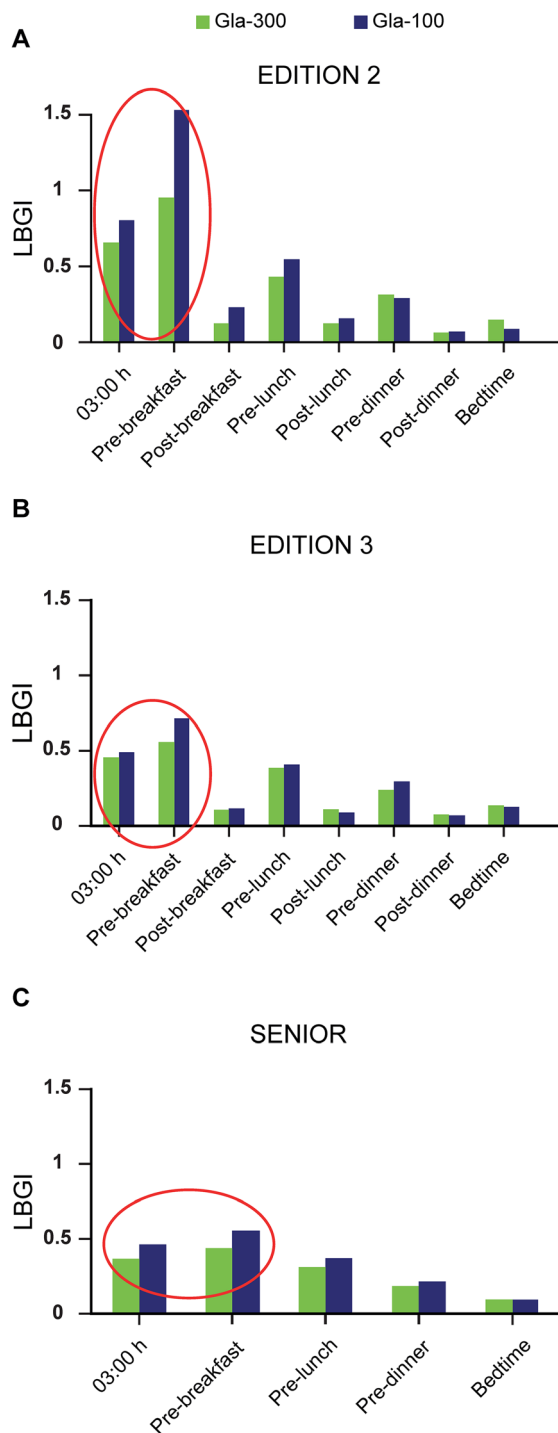 Gla-300 Gla-100
A
EDITION 2
1.5
1
0.5
0
LBGI
03:00 h
Pre-breakfast
Post-breakfast
Pre-lunch
Post-lunch
Pre-dinner
Post-dinner
Bedtime
B
EDITION 3
1.5
1
0.5
0
LBGI
03:00 h
Pre-breakfast
Post-breakfast
Pre-lunch
Post-lunch
Pre-dinner
Post-dinner
Bedtime
C
SENIOR
1.5
1
0.5
0
LBGI
03:00 h
Pre-breakfast
Pre-lunch
Pre-dinner
Bedtime